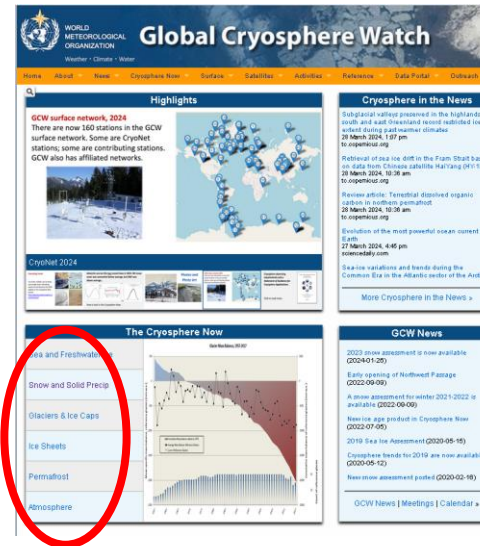 WORLD
METEOROLOGICAL
ORGANIZATION
Weather · Climate · Water
Global Cryosphere Watch
Home About News Cryosphere Now Surface Satellites Activities Reference Data Portal Outreach
Highlights
GCW surface network, 2024
There are now 160 stations in the GCW
surface network. Some are CryoNet
stations; some are contributing stations.
GCW also has affiliated networks.
CryoNet 2024
Cryosphere in the News
Subglacial valleys preserved in the highlands
south and east Greenland record restricted ice
extent during past warmer climates
28 March 2024, 1:07 pm
tc.copernicus.org
Retrieval of sea ice drift in the Fram Strait bas
on data from Chinese satellite HaiYang (HY-1
28 March 2024, 10:36 am
tc.copernicus.org
Review article: Terrestrial dissolved organic
carbon in northern permafrost
28 March 2024, 10:36 am
tc.copernicus.org
Evolution of the most powerful ocean current
Earth
27 March 2024, 4:46 pm
sciencedaily.com
Sea-ice variations and trends during the
Common Era in the Atlantic sector of the Arct
More Cryosphere in the News »
The Cryosphere Now
Sea and Freshwater
Snow and Solid Precip
Glaciers & Ice Caps
Ice Sheets
Permafrost
Atmosphere
GCW News
2023 snow assessment is now available
(2024-01-25)
Early opening of Northwest Passage
(2022-09-09)
A snow assessment for winter 2021-2022 is
available (2022-09-09)
New ice age product in Cryosphere Now
(2022-07-05)
2019 Sea Ice Assessment (2020-05-15)
Cryosphere trends for 2019 are now availabl
(2020-05-12)
New snow assessment posted (2020-02-16)
GCW News | Meetings | Calendar »